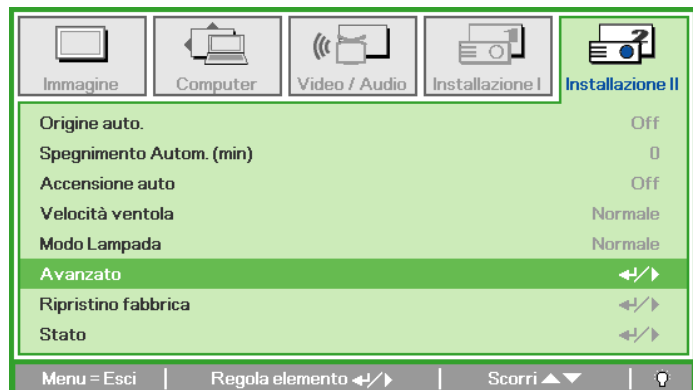 Immagine
Computer
Video / Audio
Installazione I
Installazione II
Origine auto. Off
Spegnimento Autom. (min) 0
Accensione auto Off
Velocità ventola Normale
Modo Lampada Normale
Avanzato
Ripristino fabbrica
Stato
Menu = Esci Regola elemento Scorri